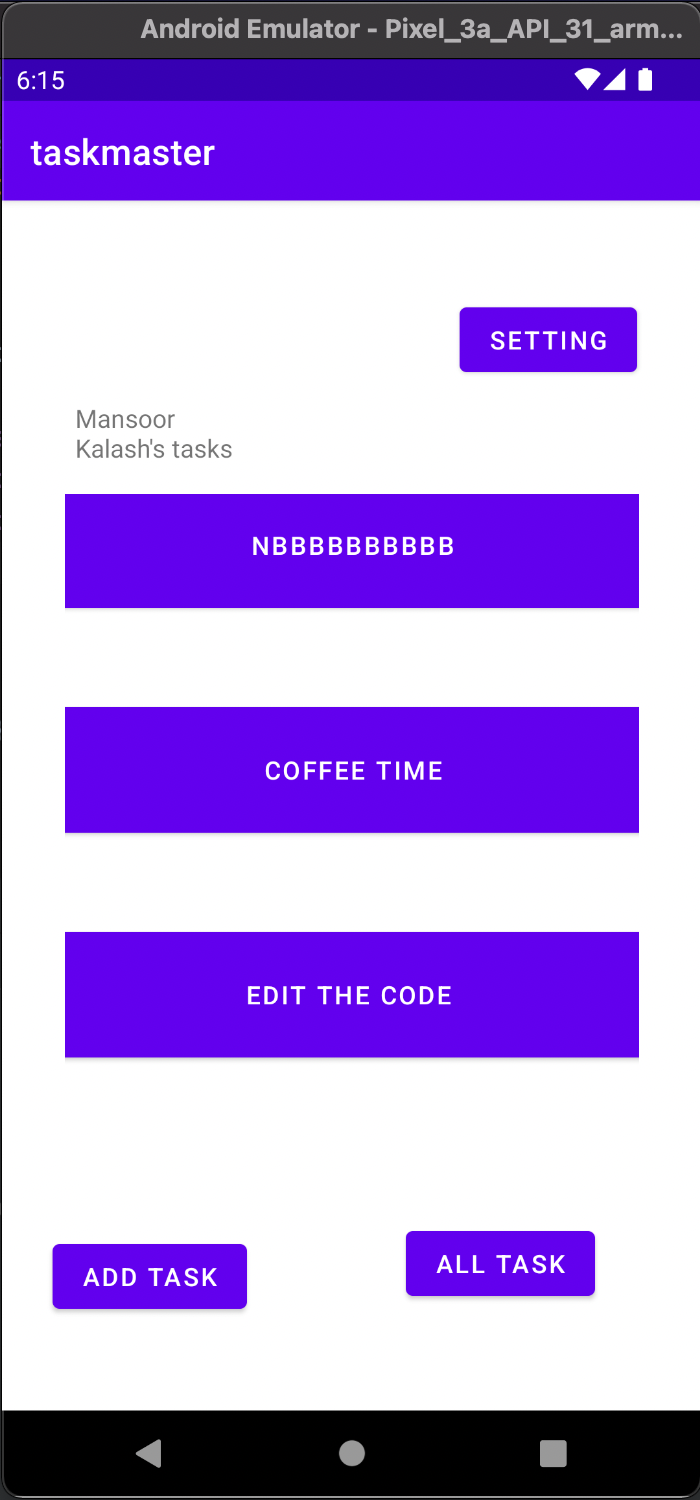 Android Emulator - Pixel_3a_API_31_arm...
6:15
taskmaster
SETTING
Mansoor
Kalash's tasks
NBBBBBBBBBB
COFFEE TIME
EDIT THE CODE
ADD TASK
ALL TASK